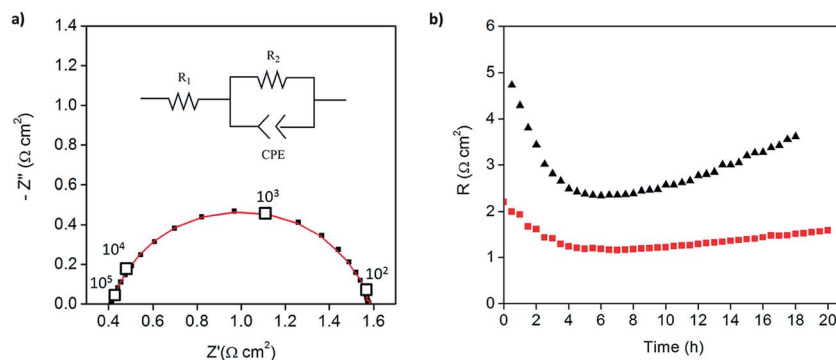 a)
1.4
1.2
1.0
0.8
0.6
0.4
0.2
0.0
- Z'' (Ω cm²)
R₁
R₂
CPE
10⁵
10⁴
10³
10²
0.4 0.6 0.8 1.0 1.2 1.4 1.6
Z'(Ω cm²)
b)
6
5
4
3
2
1
0
R (Ω cm²)
0 2 4 6 8 10 12 14 16 18 20
Time (h)